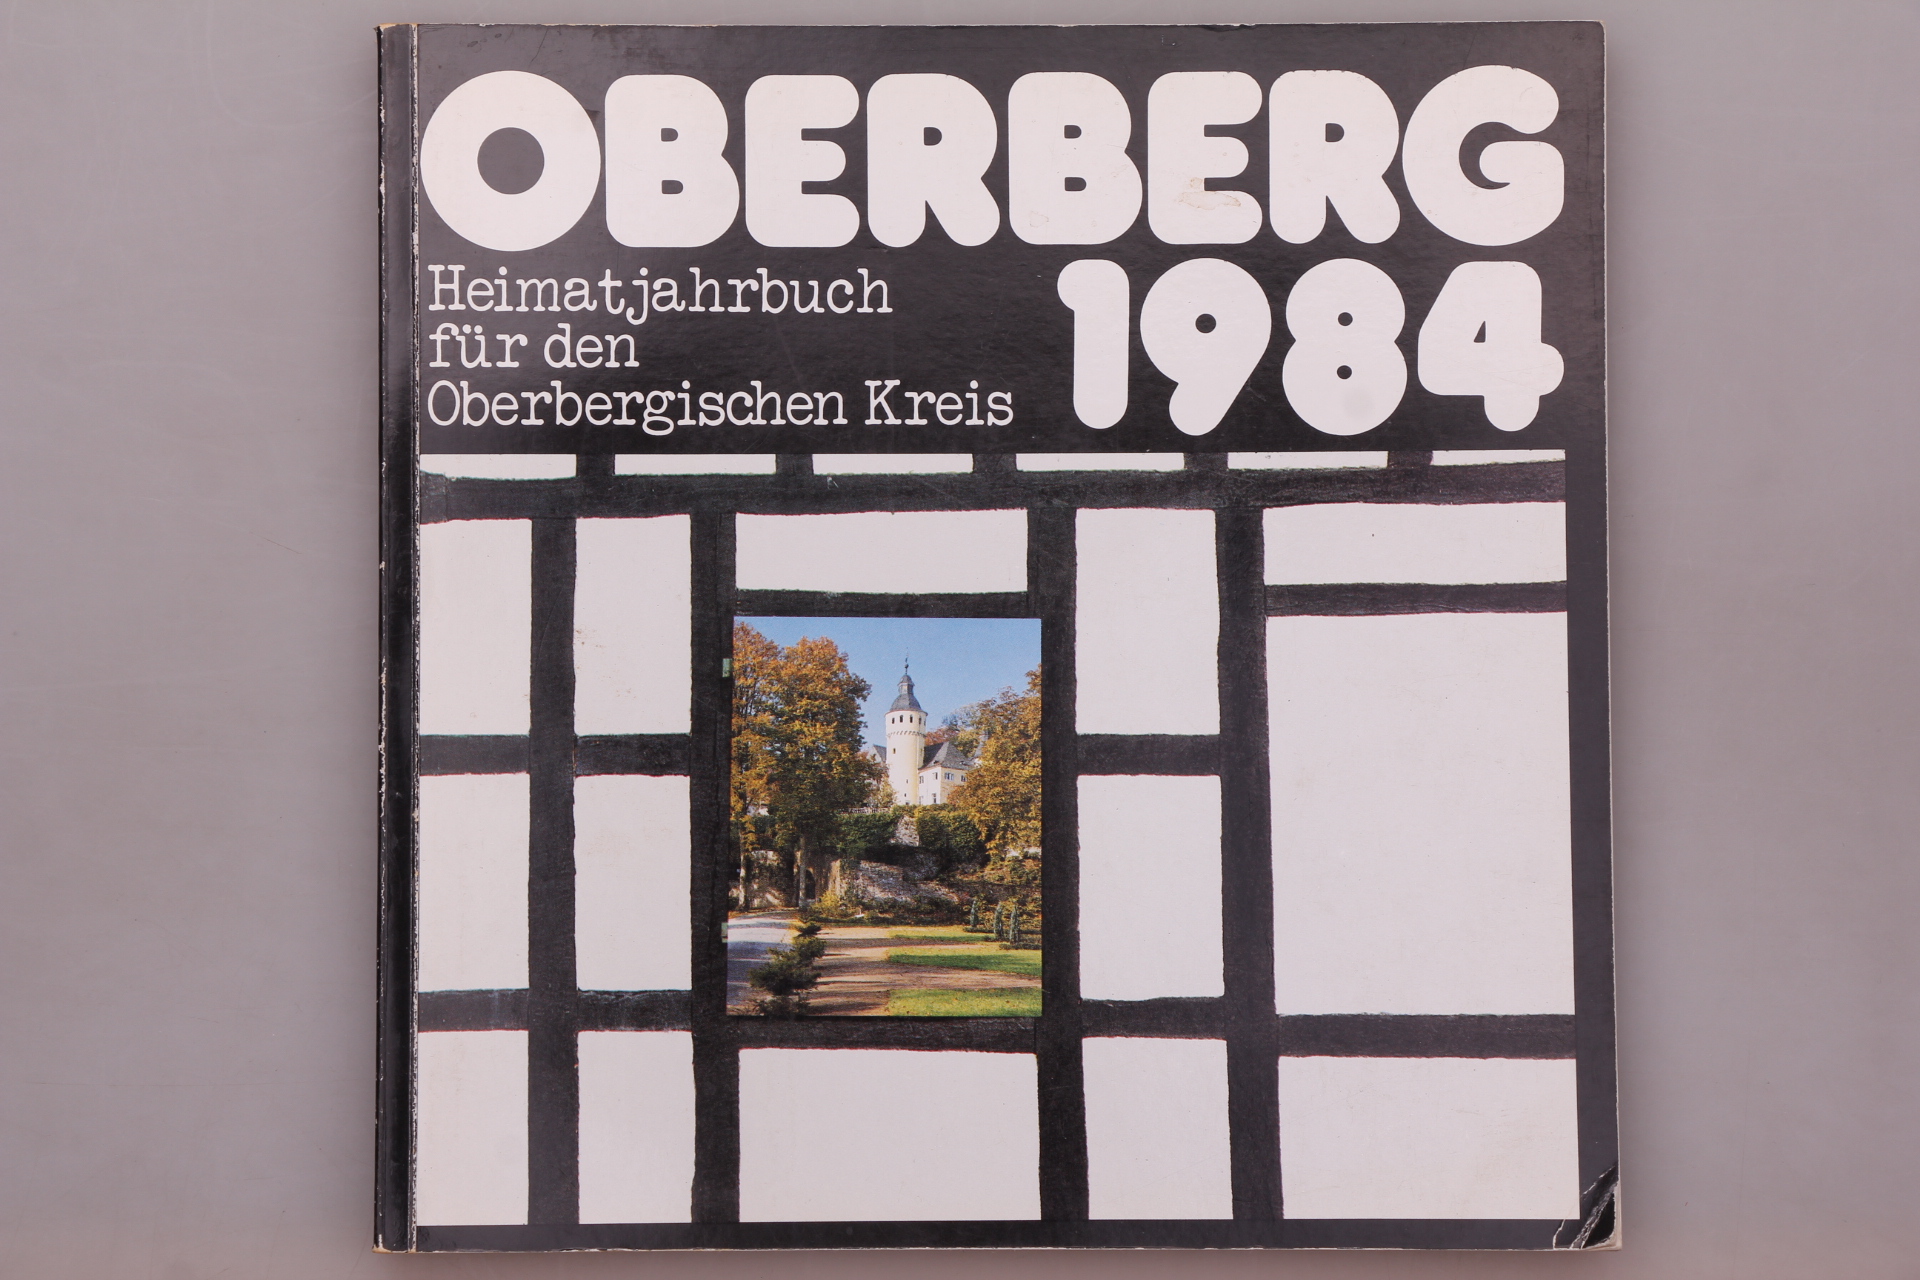 OBERBERG
1984
Heimatjahrbuch
für den
Oberbergischen Kreis